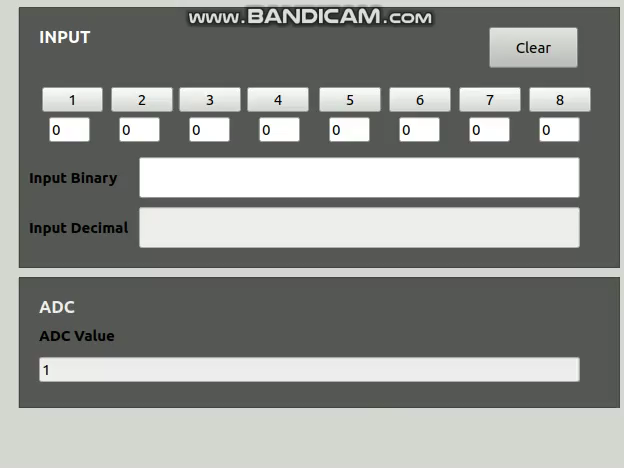 www.BANDICAM.com
INPUT
Clear
1 2 3 4 5 6 7 8
0 0 0 0 0 0 0 0
Input Binary
Input Decimal
ADC
ADC Value
1